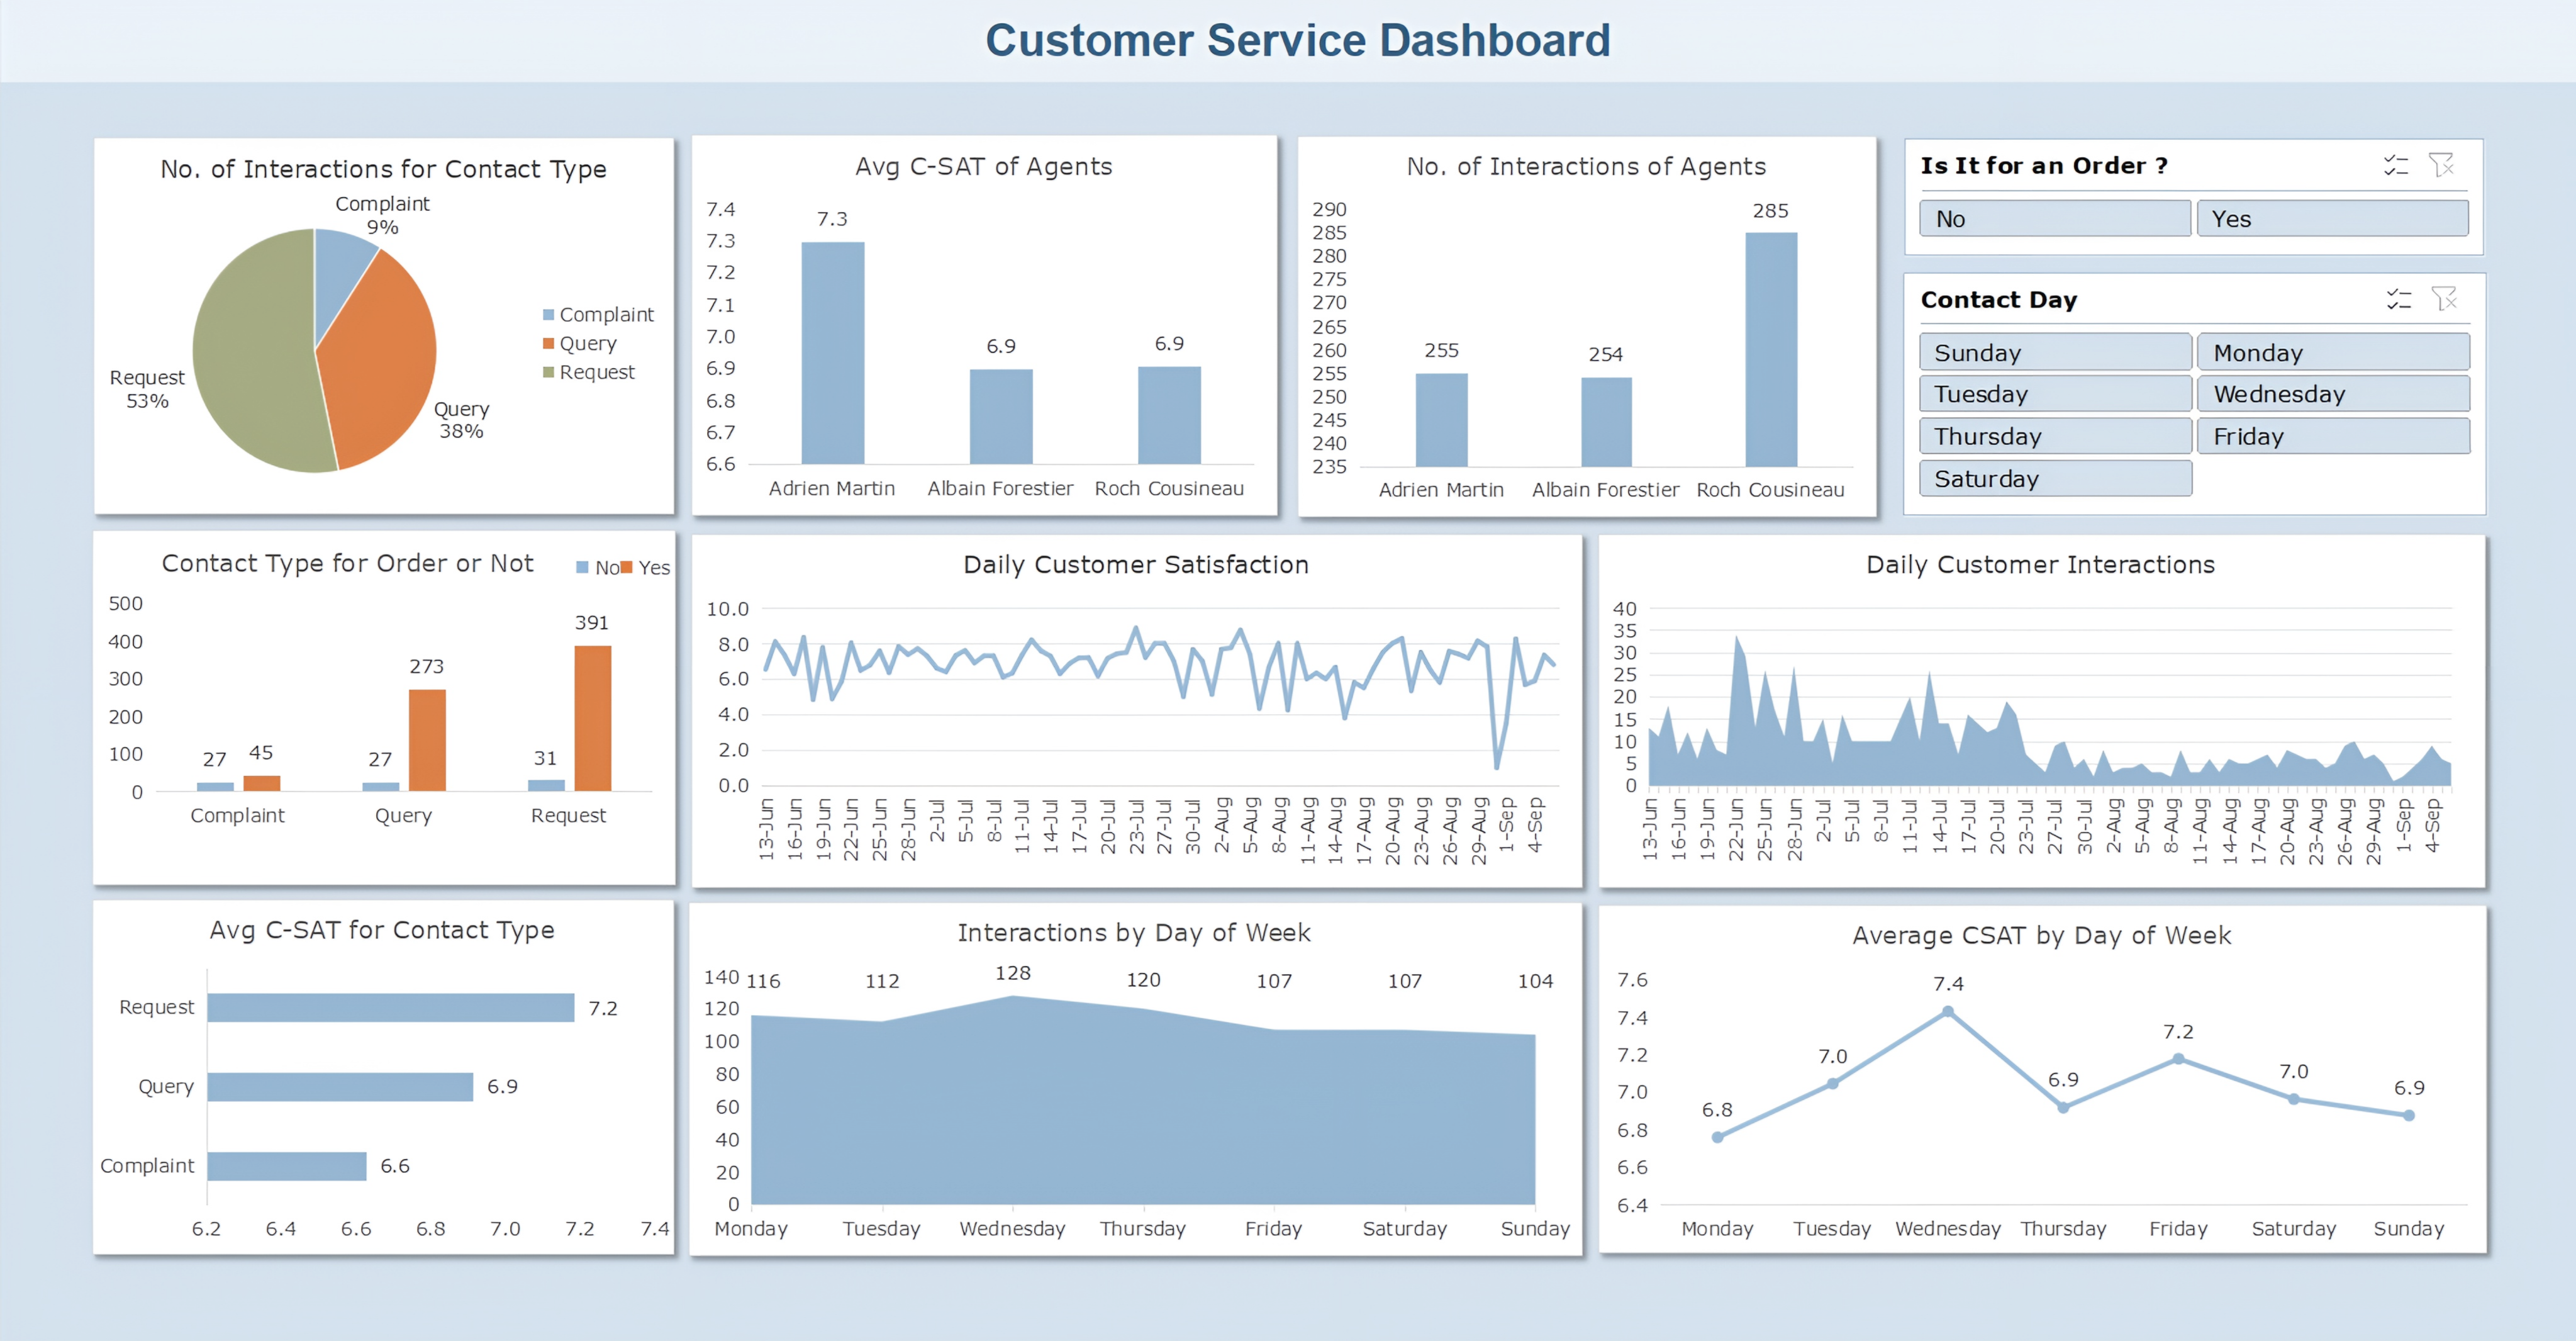 Customer Service Dashboard
No. of Interactions for Contact Type
Complaint
9%
Request
53%
Query
38%
Complaint
Query
Request
Avg C-SAT of Agents
7.4
7.3
7.2
7.1
7.0
6.9
6.8
6.7
6.6
7.3
6.9
6.9
Adrien Martin Albain Forestier Roch Cousineau
No. of Interactions of Agents
290
285
280
275
270
265
260
255
250
245
240
235
255
254
285
Adrien Martin Albain Forestier Roch Cousineau
Is It for an Order ?
No Yes
Contact Day
Sunday Monday
Tuesday Wednesday
Thursday Friday
Saturday
Contact Type for Order or Not
No Yes
500
400
300
200
100
0
27 45
27 273
31 391
Complaint Query Request
Daily Customer Satisfaction
10.0
8.0
6.0
4.0
2.0
0.0
13-Jun 16-Jun 19-Jun 22-Jun 25-Jun 28-Jun 2-Jul 5-Jul 8-Jul 11-Jul 14-Jul 17-Jul 20-Jul 23-Jul 27-Jul 30-Jul 2-Aug 5-Aug 8-Aug 11-Aug 14-Aug 17-Aug 20-Aug 23-Aug 26-Aug 29-Aug 1-Sep 4-Sep
Daily Customer Interactions
40
35
30
25
20
15
10
5
0
13-Jun 16-Jun 19-Jun 22-Jun 25-Jun 28-Jun 2-Jul 5-Jul 8-Jul 11-Jul 14-Jul 17-Jul 20-Jul 23-Jul 27-Jul 30-Jul 2-Aug 5-Aug 8-Aug 11-Aug 14-Aug 17-Aug 20-Aug 23-Aug 26-Aug 29-Aug 1-Sep 4-Sep
Avg C-SAT for Contact Type
Request 7.2
Query 6.9
Complaint 6.6
6.2 6.4 6.6 6.8 7.0 7.2 7.4
Interactions by Day of Week
140
120
100
80
60
40
20
0
116 112 128 120 107 107 104
Monday Tuesday Wednesday Thursday Friday Saturday Sunday
Average CSAT by Day of Week
7.6
7.4
7.2
7.0
6.8
6.6
6.4
6.8 7.0 7.4 6.9 7.2 7.0 6.9
Monday Tuesday Wednesday Thursday Friday Saturday Sunday